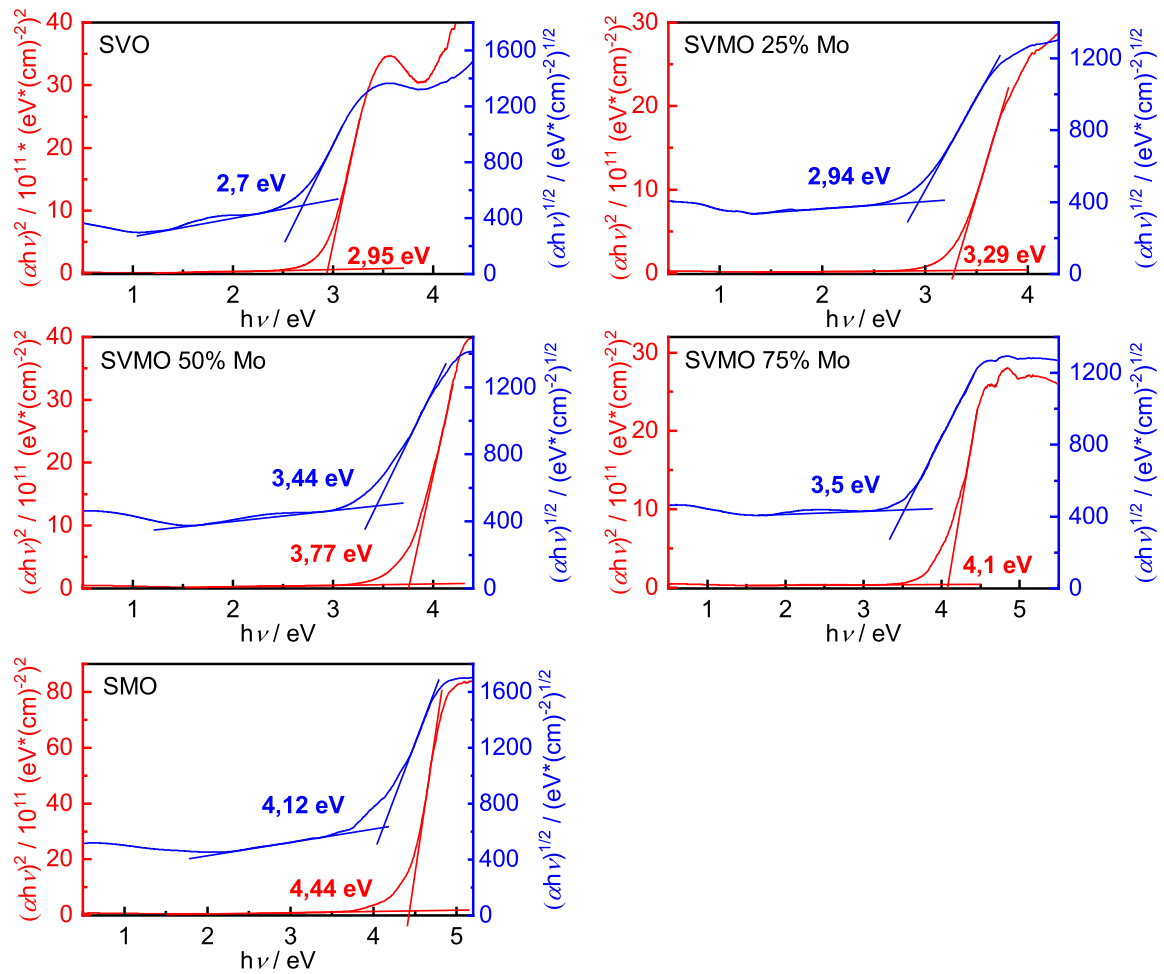 SVO
(αhν)² / 10¹¹ * (eV*(cm)⁻²)²
40
30
20
10
0
2,7 eV
2,95 eV
1600
1200
800
400
0
(αhν)¹/² / (eV*(cm)⁻²)¹/²
1 2 3 4
hν / eV
SVMO 25% Mo
(αhν)² / 10¹¹ (eV*(cm)⁻²)²
30
20
10
0
2,94 eV
3,29 eV
1200
800
400
0
(αhν)¹/² / (eV*(cm)⁻²)¹/²
1 2 3 4
hν / eV
SVMO 50% Mo
(αhν)² / 10¹¹ (eV*(cm)⁻²)²
40
30
20
10
0
3,44 eV
3,77 eV
1200
800
400
0
(αhν)¹/² / (eV*(cm)⁻²)¹/²
1 2 3 4
hν / eV
SVMO 75% Mo
(αhν)² / 10¹¹ (eV*(cm)⁻²)²
30
20
10
0
3,5 eV
4,1 eV
1200
800
400
0
(αhν)¹/² / (eV*(cm)⁻²)¹/²
1 2 3 4 5
hν / eV
SMO
(αhν)² / 10¹¹ (eV*(cm)⁻²)²
80
60
40
20
0
4,12 eV
4,44 eV
1600
1200
800
400
0
(αhν)¹/² / (eV*(cm)⁻²)¹/²
1 2 3 4 5
hν / eV